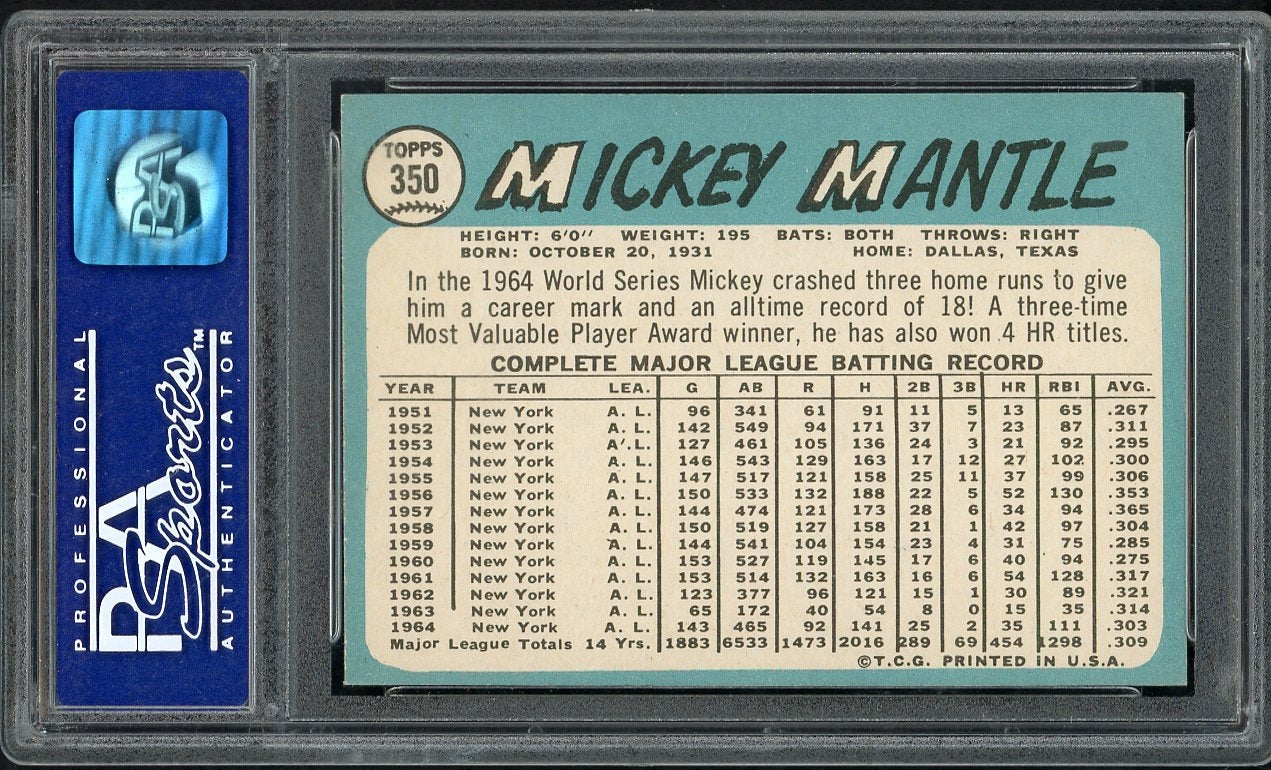 PSA
PROFESSIONAL
PSA
Sports™
AUTHENTICATOR
TOPPS
350
MICKEY MANTLE
HEIGHT: 6'0" WEIGHT: 195 BATS: BOTH THROWS: RIGHT
BORN: OCTOBER 20, 1931 HOME: DALLAS, TEXAS
In the 1964 World Series Mickey crashed three home runs to give
him a career mark and an alltime record of 18! A three-time
Most Valuable Player Award winner, he has also won 4 HR titles.
COMPLETE MAJOR LEAGUE BATTING RECORD
YEAR TEAM LEA. G AB R H 2B 3B HR RBI AVG.
1951 New York A. L. 96 341 61 91 11 5 13 65 .267
1952 New York A. L. 142 549 94 171 37 7 23 87 .311
1953 New York A. L. 127 461 105 136 24 3 21 92 .295
1954 New York A. L. 146 543 129 163 17 12 27 102 .300
1955 New York A. L. 147 517 121 158 25 11 37 99 .306
1956 New York A. L. 150 533 132 188 22 5 52 130 .353
1957 New York A. L. 144 474 121 173 28 6 34 94 .365
1958 New York A. L. 150 519 127 158 21 1 42 97 .304
1959 New York A. L. 144 541 104 154 23 4 31 75 .285
1960 New York A. L. 153 527 119 145 17 6 40 94 .275
1961 New York A. L. 153 514 132 163 16 6 54 128 .317
1962 New York A. L. 123 377 96 121 15 1 30 89 .321
1963 New York A. L. 65 172 40 54 8 0 15 35 .314
1964 New York A. L. 143 465 92 141 25 2 35 111 .303
Major League Totals 14 Yrs. 1883 6533 1473 2016 289 69 454 1298 .309
©T.C.G. PRINTED IN U.S.A.